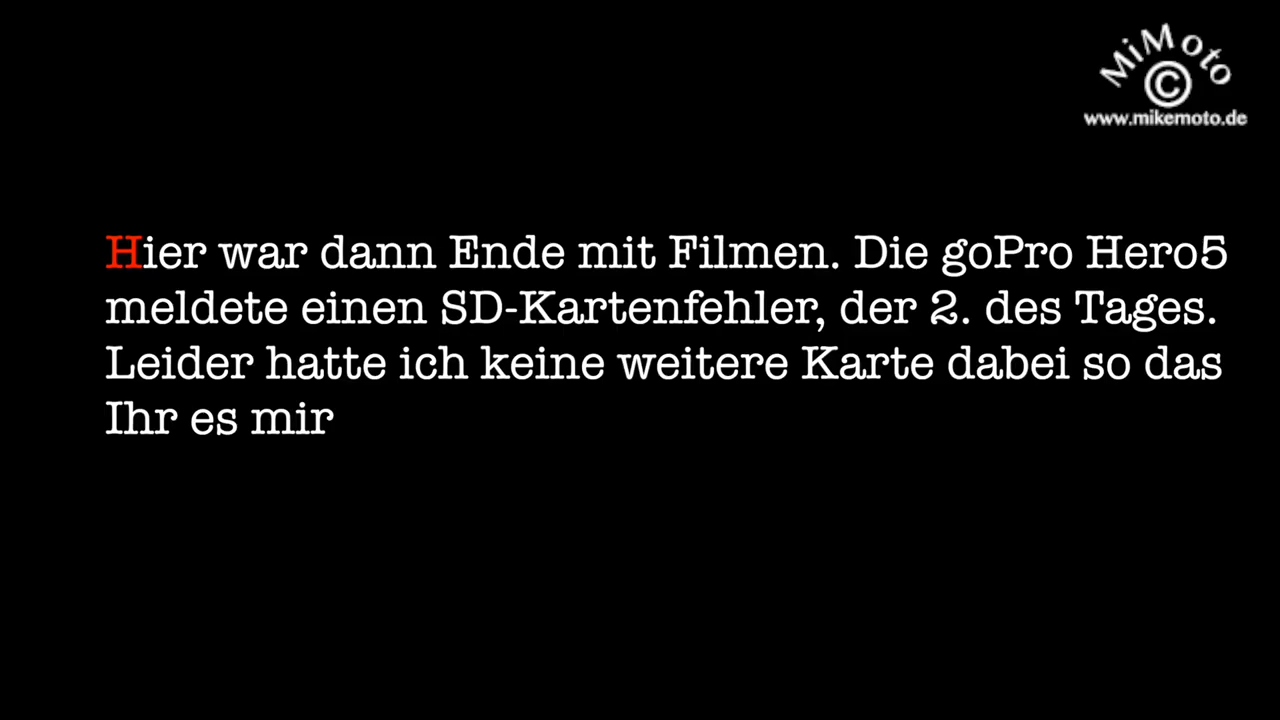 MiMoto
©
www.mikemoto.de
Hier war dann Ende mit Filmen. Die goPro Hero5
meldete einen SD-Kartenfehler, der 2. des Tages.
Leider hatte ich keine weitere Karte dabei so das
Ihr es mir